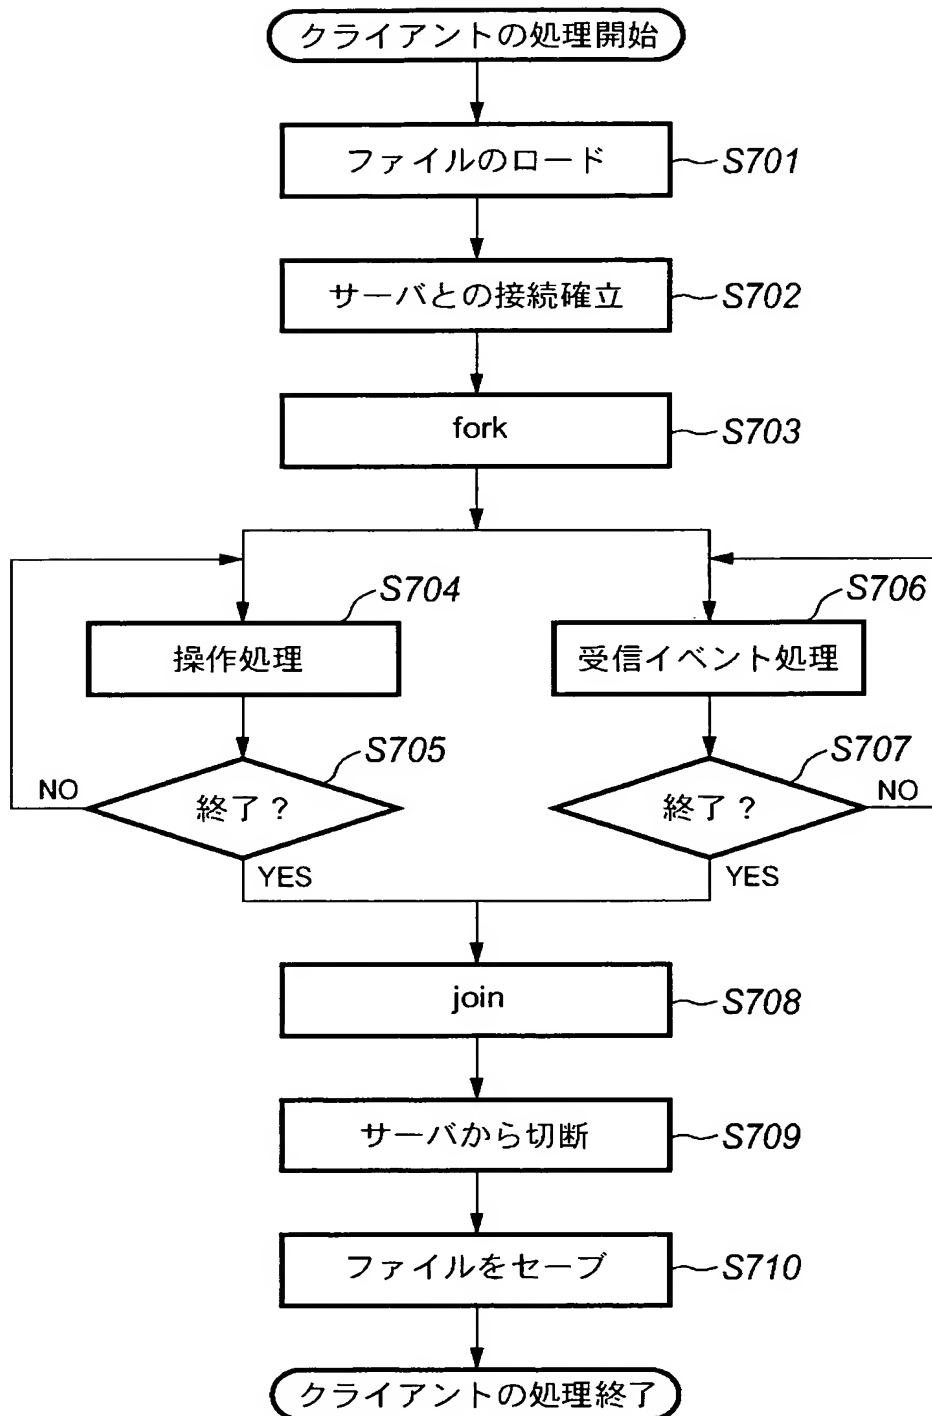 クライアントの処理開始
ファイルのロード
S701
サーバとの接続確立
S702
fork
S703
S704
操作処理
S706
受信イベント処理
S705
終了？
NO
YES
S707
終了？
NO
YES
join
S708
サーバから切断
S709
ファイルをセーブ
S710
クライアントの処理終了